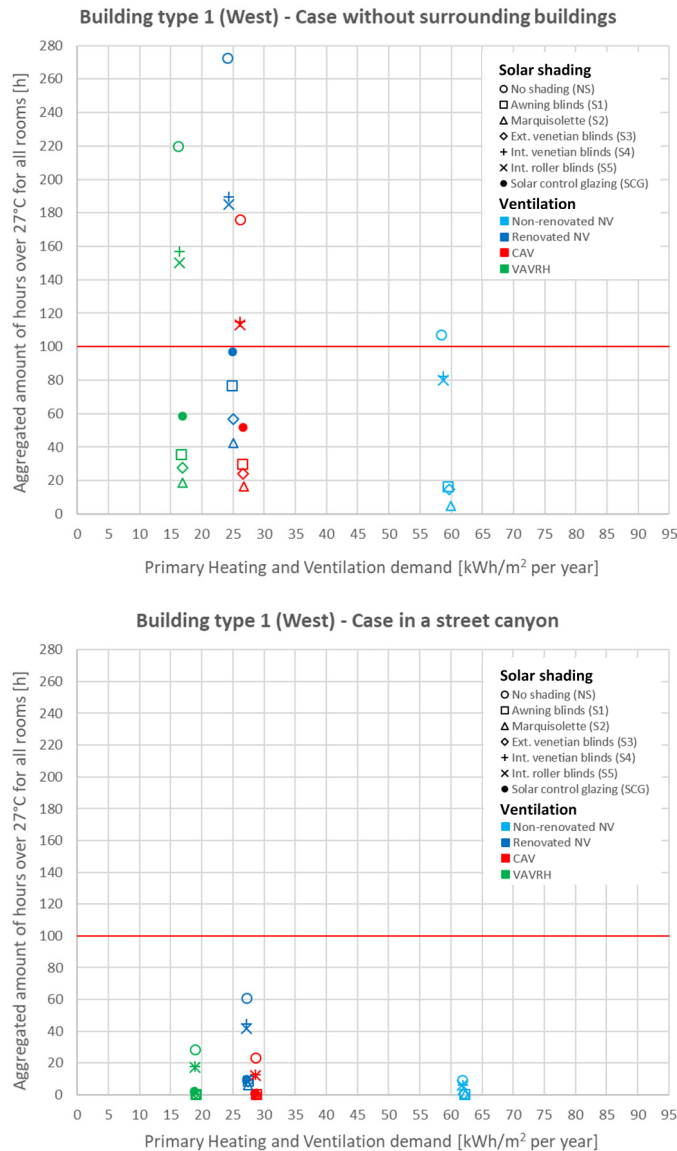 Building type 1 (West) - Case without surrounding buildings
Aggregated amount of hours over 27°C for all rooms [h]
280
260
240
220
200
180
160
140
120
100
80
60
40
20
0
0 5 10 15 20 25 30 35 40 45 50 55 60 65 70 75 80 85 90 95
Primary Heating and Ventilation demand [kWh/m² per year]
Solar shading
No shading (NS)
Awning blinds (S1)
Marquisolette (S2)
Ext. venetian blinds (S3)
Int. venetian blinds (S4)
Int. roller blinds (S5)
Solar control glazing (SCG)
Ventilation
Non-renovated NV
Renovated NV
CAV
VAVRH
Building type 1 (West) - Case in a street canyon
Aggregated amount of hours over 27°C for all rooms [h]
280
260
240
220
200
180
160
140
120
100
80
60
40
20
0
0 5 10 15 20 25 30 35 40 45 50 55 60 65 70 75 80 85 90 95
Primary Heating and Ventilation demand [kWh/m² per year]
Solar shading
No shading (NS)
Awning blinds (S1)
Marquisolette (S2)
Ext. venetian blinds (S3)
Int. venetian blinds (S4)
Int. roller blinds (S5)
Solar control glazing (SCG)
Ventilation
Non-renovated NV
Renovated NV
CAV
VAVRH